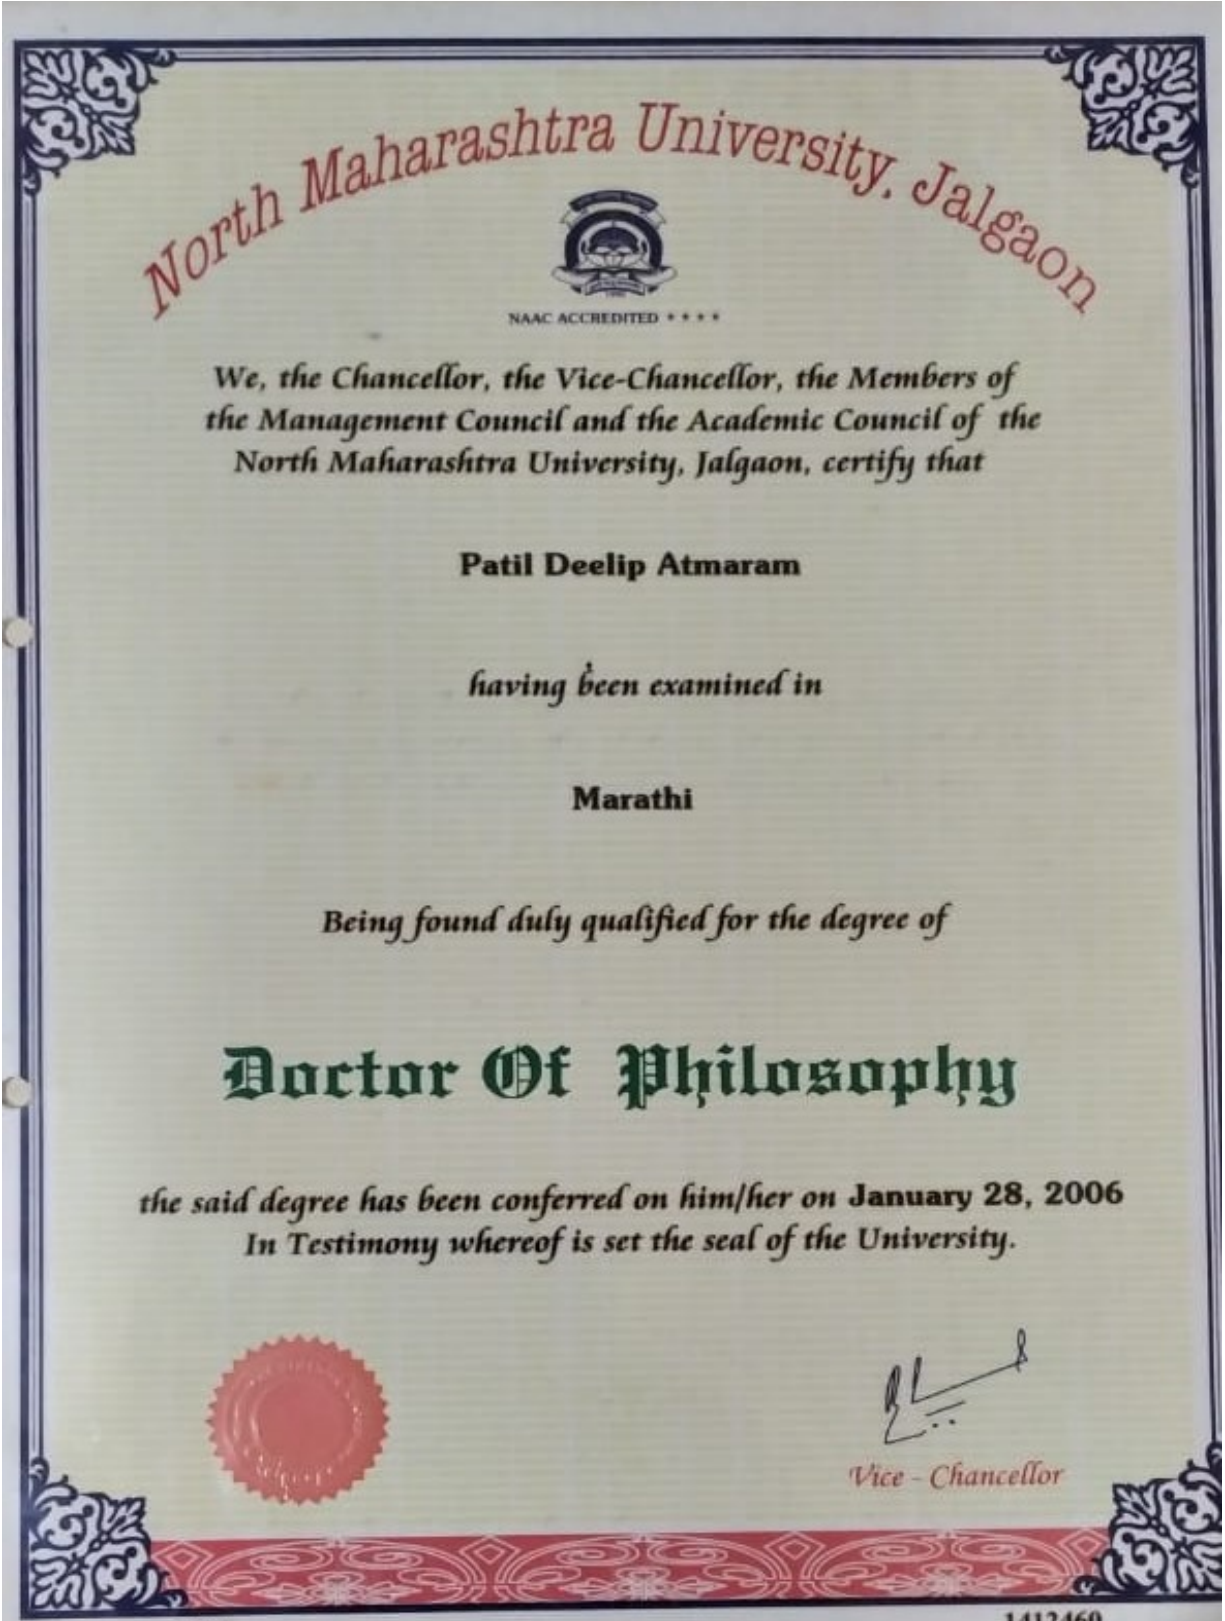 North Maharashtra University, Jalgaon
NAAC ACCREDITED ****
We, the Chancellor, the Vice-Chancellor, the Members of
the Management Council and the Academic Council of the
North Maharashtra University, Jalgaon, certify that
Patil Deelip Atmaram
having been examined in
Marathi
Being found duly qualified for the degree of
Doctor Of Philosophy
the said degree has been conferred on him/her on January 28, 2006
In Testimony whereof is set the seal of the University.
Vice - Chancellor